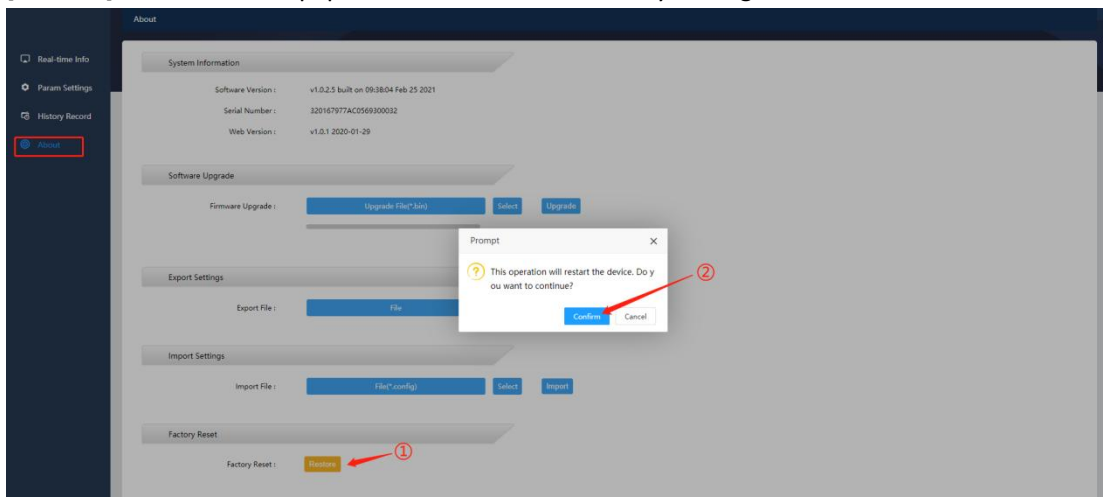 About
Real-time Info
Param Settings
History Record
About
System Information
Software Version : v1.0.2.5 built on 09:38:04 Feb 25 2021
Serial Number : 320167977AC0569300032
Web Version : v1.0.1 2020-01-29
Software Upgrade
Firmware Upgrade : Upgrade File(*.bin) Select Upgrade
Prompt
This operation will restart the device. Do y
ou want to continue?
②
Confirm Cancel
Export Settings
Export File : File
Import Settings
Import File : File(*.config) Select Import
Factory Reset
①
Factory Reset : Restore